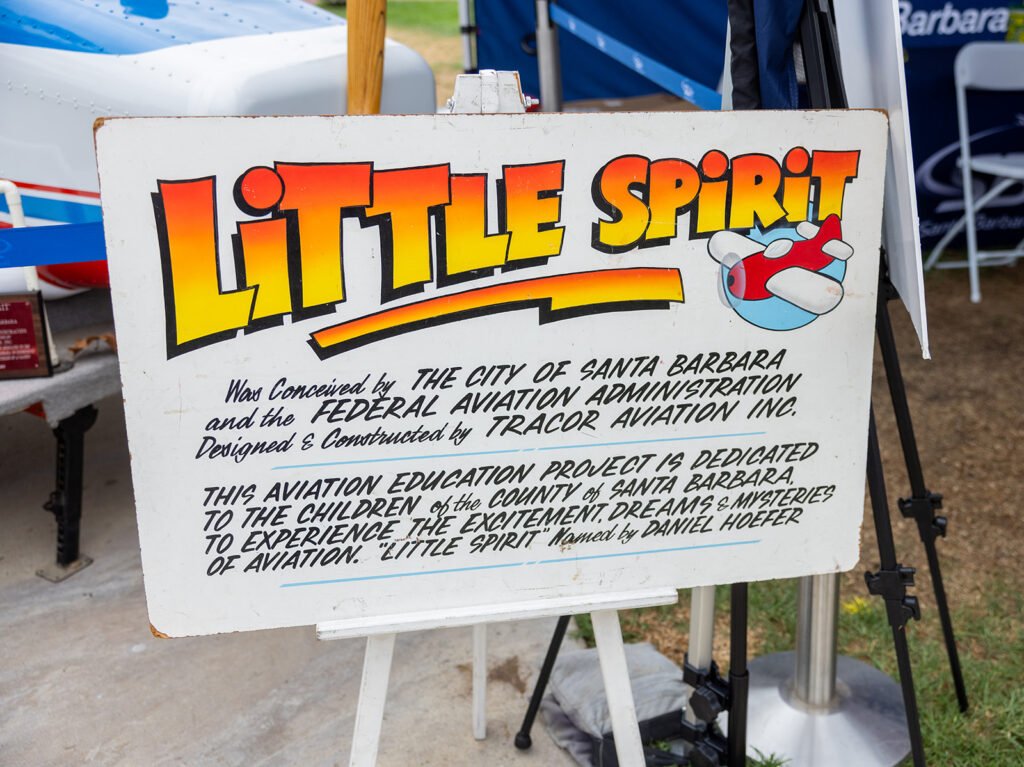 LiTTLE SPiRiT
Was Conceived by THE CITY OF SANTA BARBARA
and the FEDERAL AVIATION ADMINISTRATION
Designed & Constructed by TRACOR AVIATION INC.
THIS AVIATION EDUCATION PROJECT IS DEDICATED
TO THE CHILDREN of the COUNTY of SANTA BARBARA,
TO EXPERIENCE THE EXCITEMENT, DREAMS & MYSTERIES
OF AVIATION. "LITTLE SPIRIT" Named by DANIEL HOEFER
Barbara
Santa Barbara